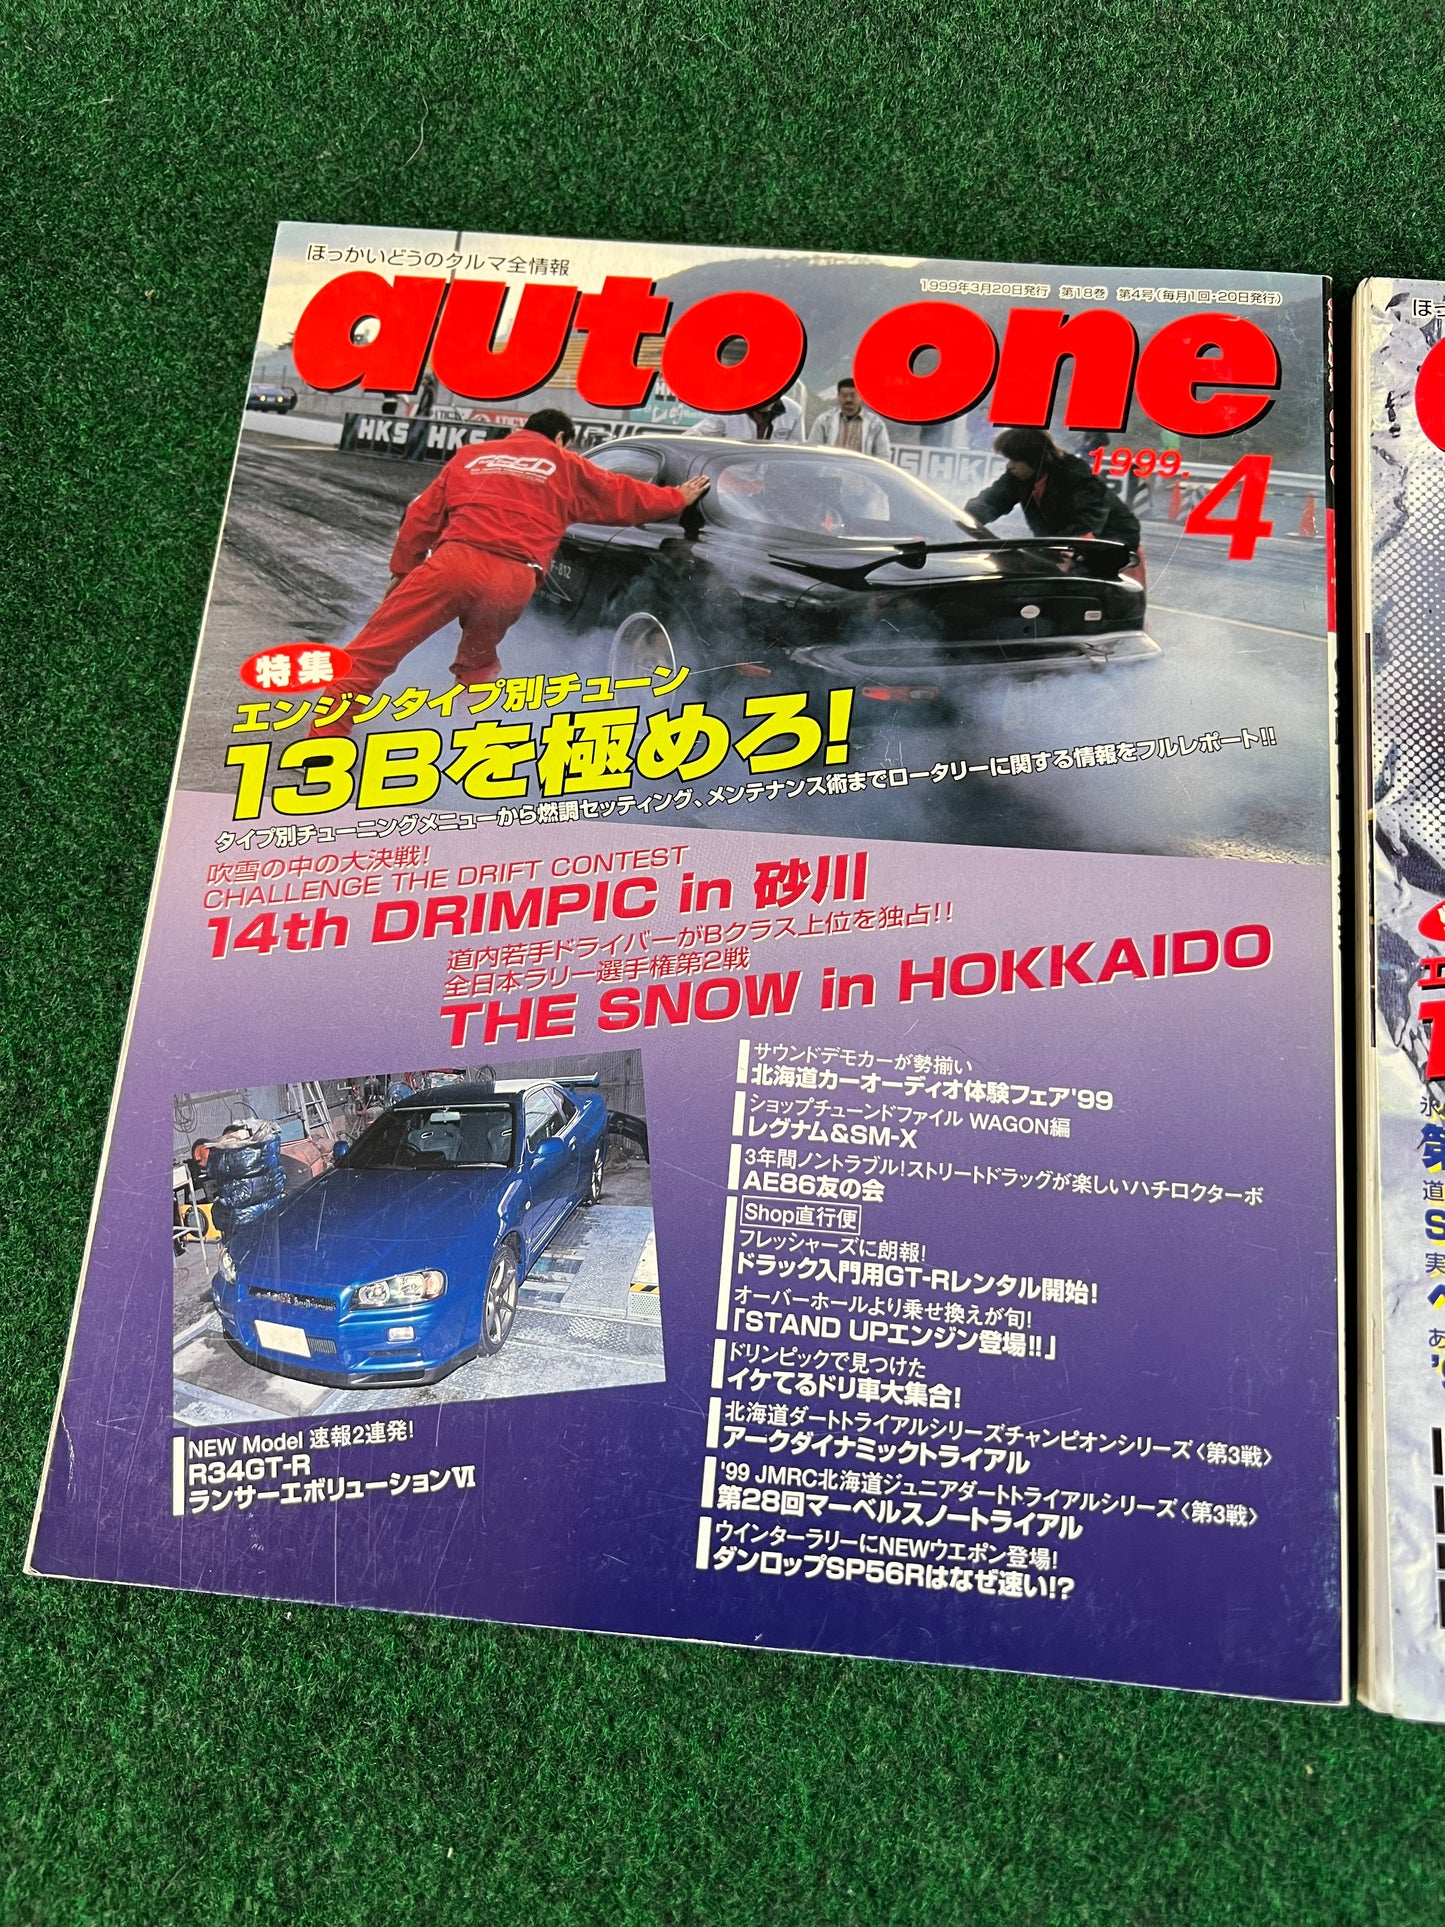 ほっかいどうのクルマ全情報
1999年3月20日発行 第18巻 第4号(毎月1回・20日発行)
auto one
1999.
4
HKS
HKS
HK
FEED
F-812
特集
エンジンタイプ別チューン
13Bを極めろ!
タイプ別チューニングメニューから燃調セッティング、メンテナンス術までロータリーに関する情報をフルレポート!!
吹雪の中の大決戦!
CHALLENGE THE DRIFT CONTEST
14th DRIMPIC in 砂川
道内若手ドライバーがBクラス上位を独占!!
全日本ラリー選手権第2戦
THE SNOW in HOKKAIDO
サウンドデモカーが勢揃い
北海道カーオーディオ体験フェア'99
ショップチューンドファイル WAGON編
レグナム&SM-X
3年間ノントラブル!ストリートドラッグが楽しいハチロクターボ
AE86友の会
Shop直行便
フレッシャーズに朗報!
ドラック入門用GT-Rレンタル開始!
オーバーホールより乗せ換えが旬!
「STAND UPエンジン登場!!」
ドリンピックで見つけた
イケてるドリ車大集合!
北海道ダートトライアルシリーズチャンピオンシリーズ〈第3戦〉
アークダイナミックトライアル
'99 JMRC北海道ジュニアダートトライアルシリーズ〈第3戦〉
第28回マーベルスノートライアル
ウインターラリーにNEWウエポン登場!
ダンロップSP56Rはなぜ速い!?
NEW Model 速報2連発!
R34GT-R
ランサーエボリューションⅥ
ほっ
エ
第
道
S
実
あ